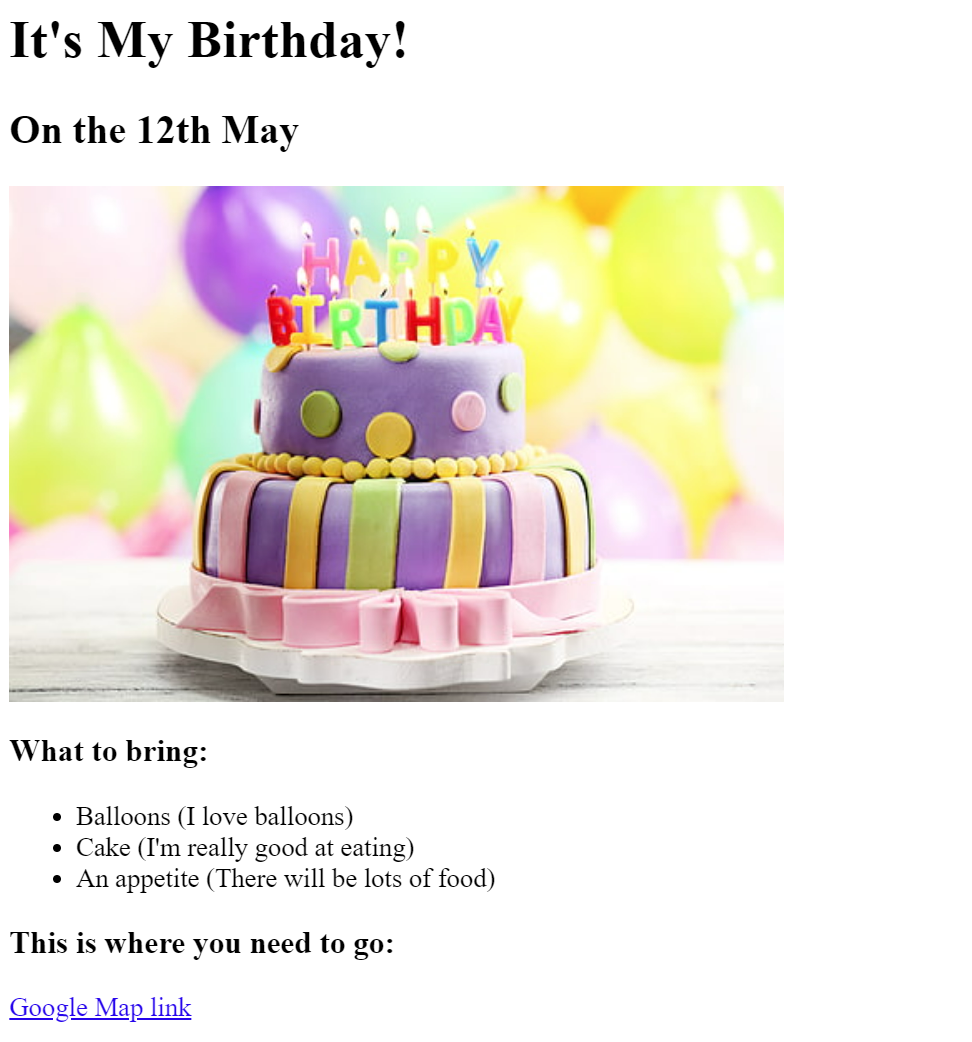 It's My Birthday!
On the 12th May
HAPPY
BIRTHDAY
What to bring:
Balloons (I love balloons)
Cake (I'm really good at eating)
An appetite (There will be lots of food)
This is where you need to go:
Google Map link